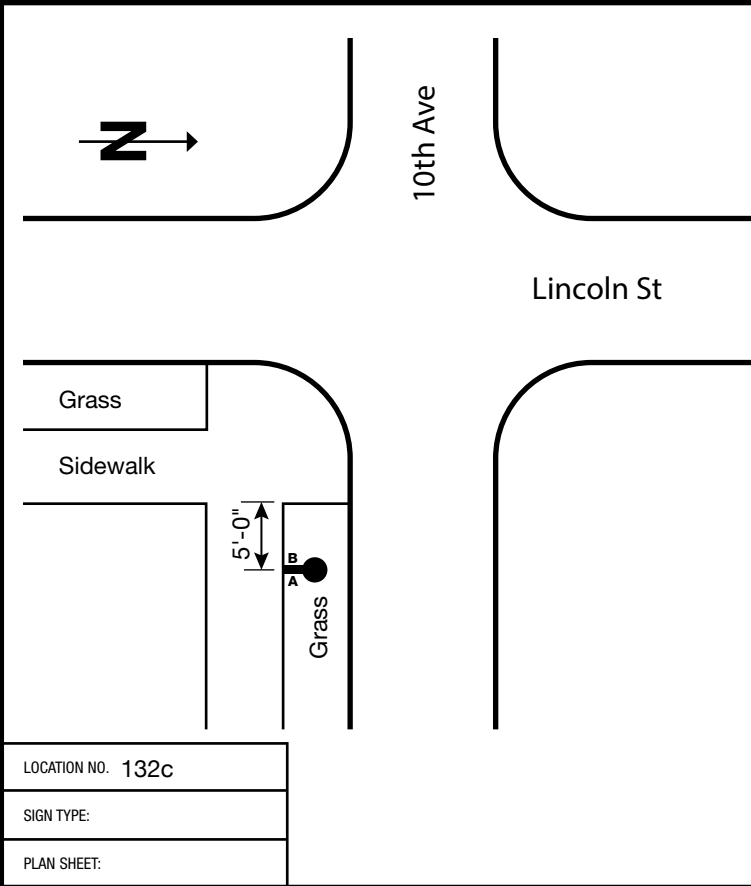 N
10th Ave
Lincoln St
Grass
Sidewalk
5'-0"
B
A
Grass
LOCATION NO. 132c
SIGN TYPE:
PLAN SHEET: